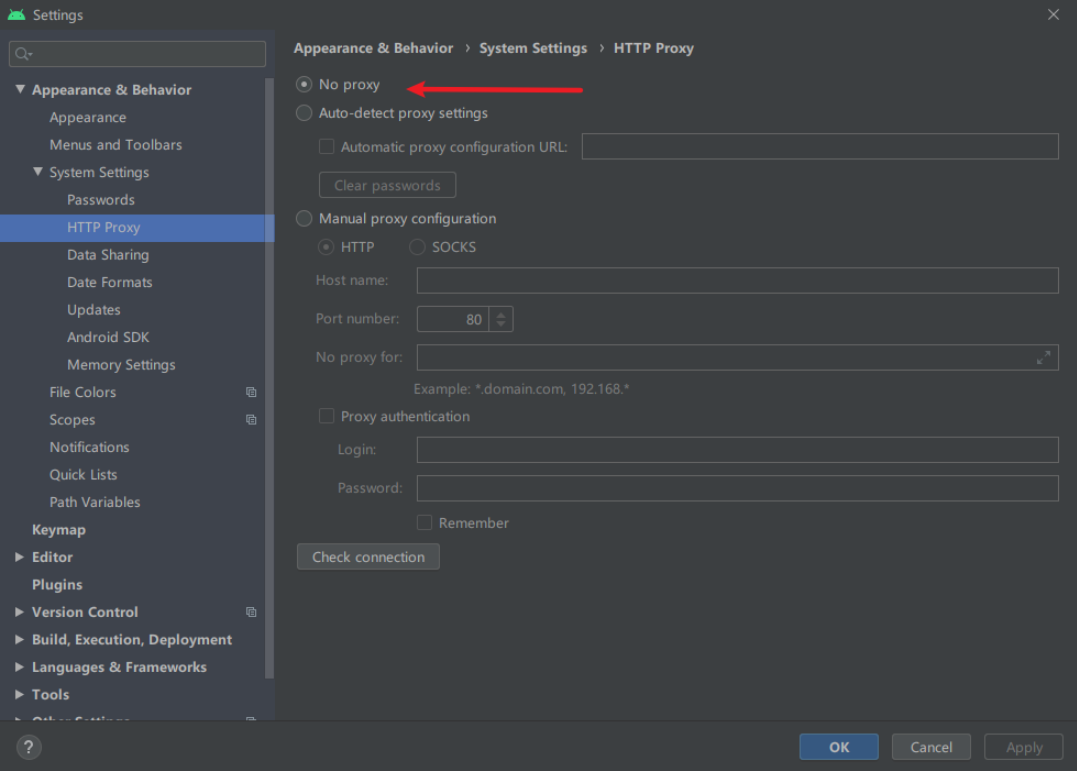 Settings
Appearance & Behavior
Appearance
Menus and Toolbars
System Settings
Passwords
HTTP Proxy
Data Sharing
Date Formats
Updates
Android SDK
Memory Settings
File Colors
Scopes
Notifications
Quick Lists
Path Variables
Keymap
Editor
Plugins
Version Control
Build, Execution, Deployment
Languages & Frameworks
Tools
Other Settings
?
Appearance & Behavior › System Settings › HTTP Proxy
No proxy
Auto-detect proxy settings
Automatic proxy configuration URL:
Clear passwords
Manual proxy configuration
HTTP SOCKS
Host name:
Port number: 80
No proxy for:
Example: *.domain.com, 192.168.*
Proxy authentication
Login:
Password:
Remember
Check connection
OK Cancel Apply